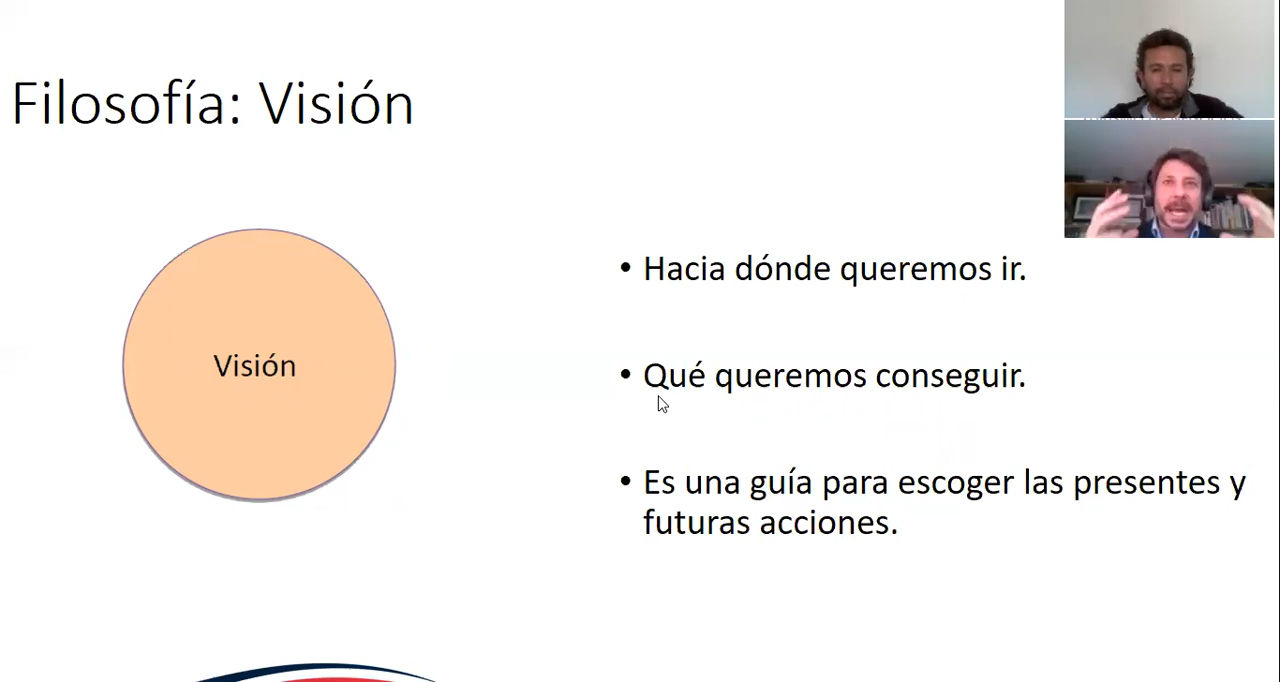 Filosofía: Visión
Visión
• Hacia dónde queremos ir.
• Qué queremos conseguir.
• Es una guía para escoger las presentes y
futuras acciones.